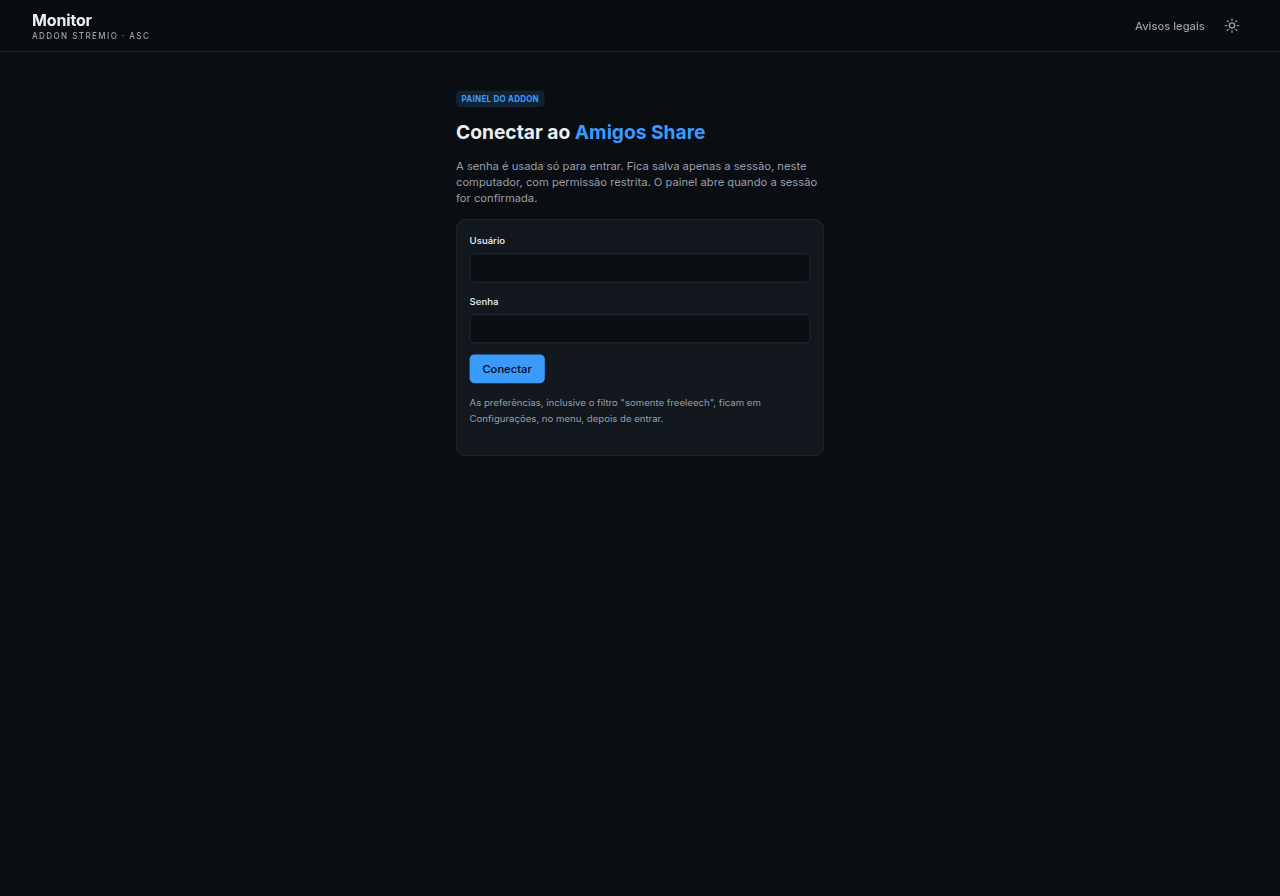 Monitor
ADDON STREMIO · ASC
Avisos legais
PAINEL DO ADDON
Conectar ao Amigos Share
A senha é usada só para entrar. Fica salva apenas a sessão, neste
computador, com permissão restrita. O painel abre quando a sessão
for confirmada.
Usuário
Senha
Conectar
As preferências, inclusive o filtro "somente freeleech", ficam em
Configurações, no menu, depois de entrar.